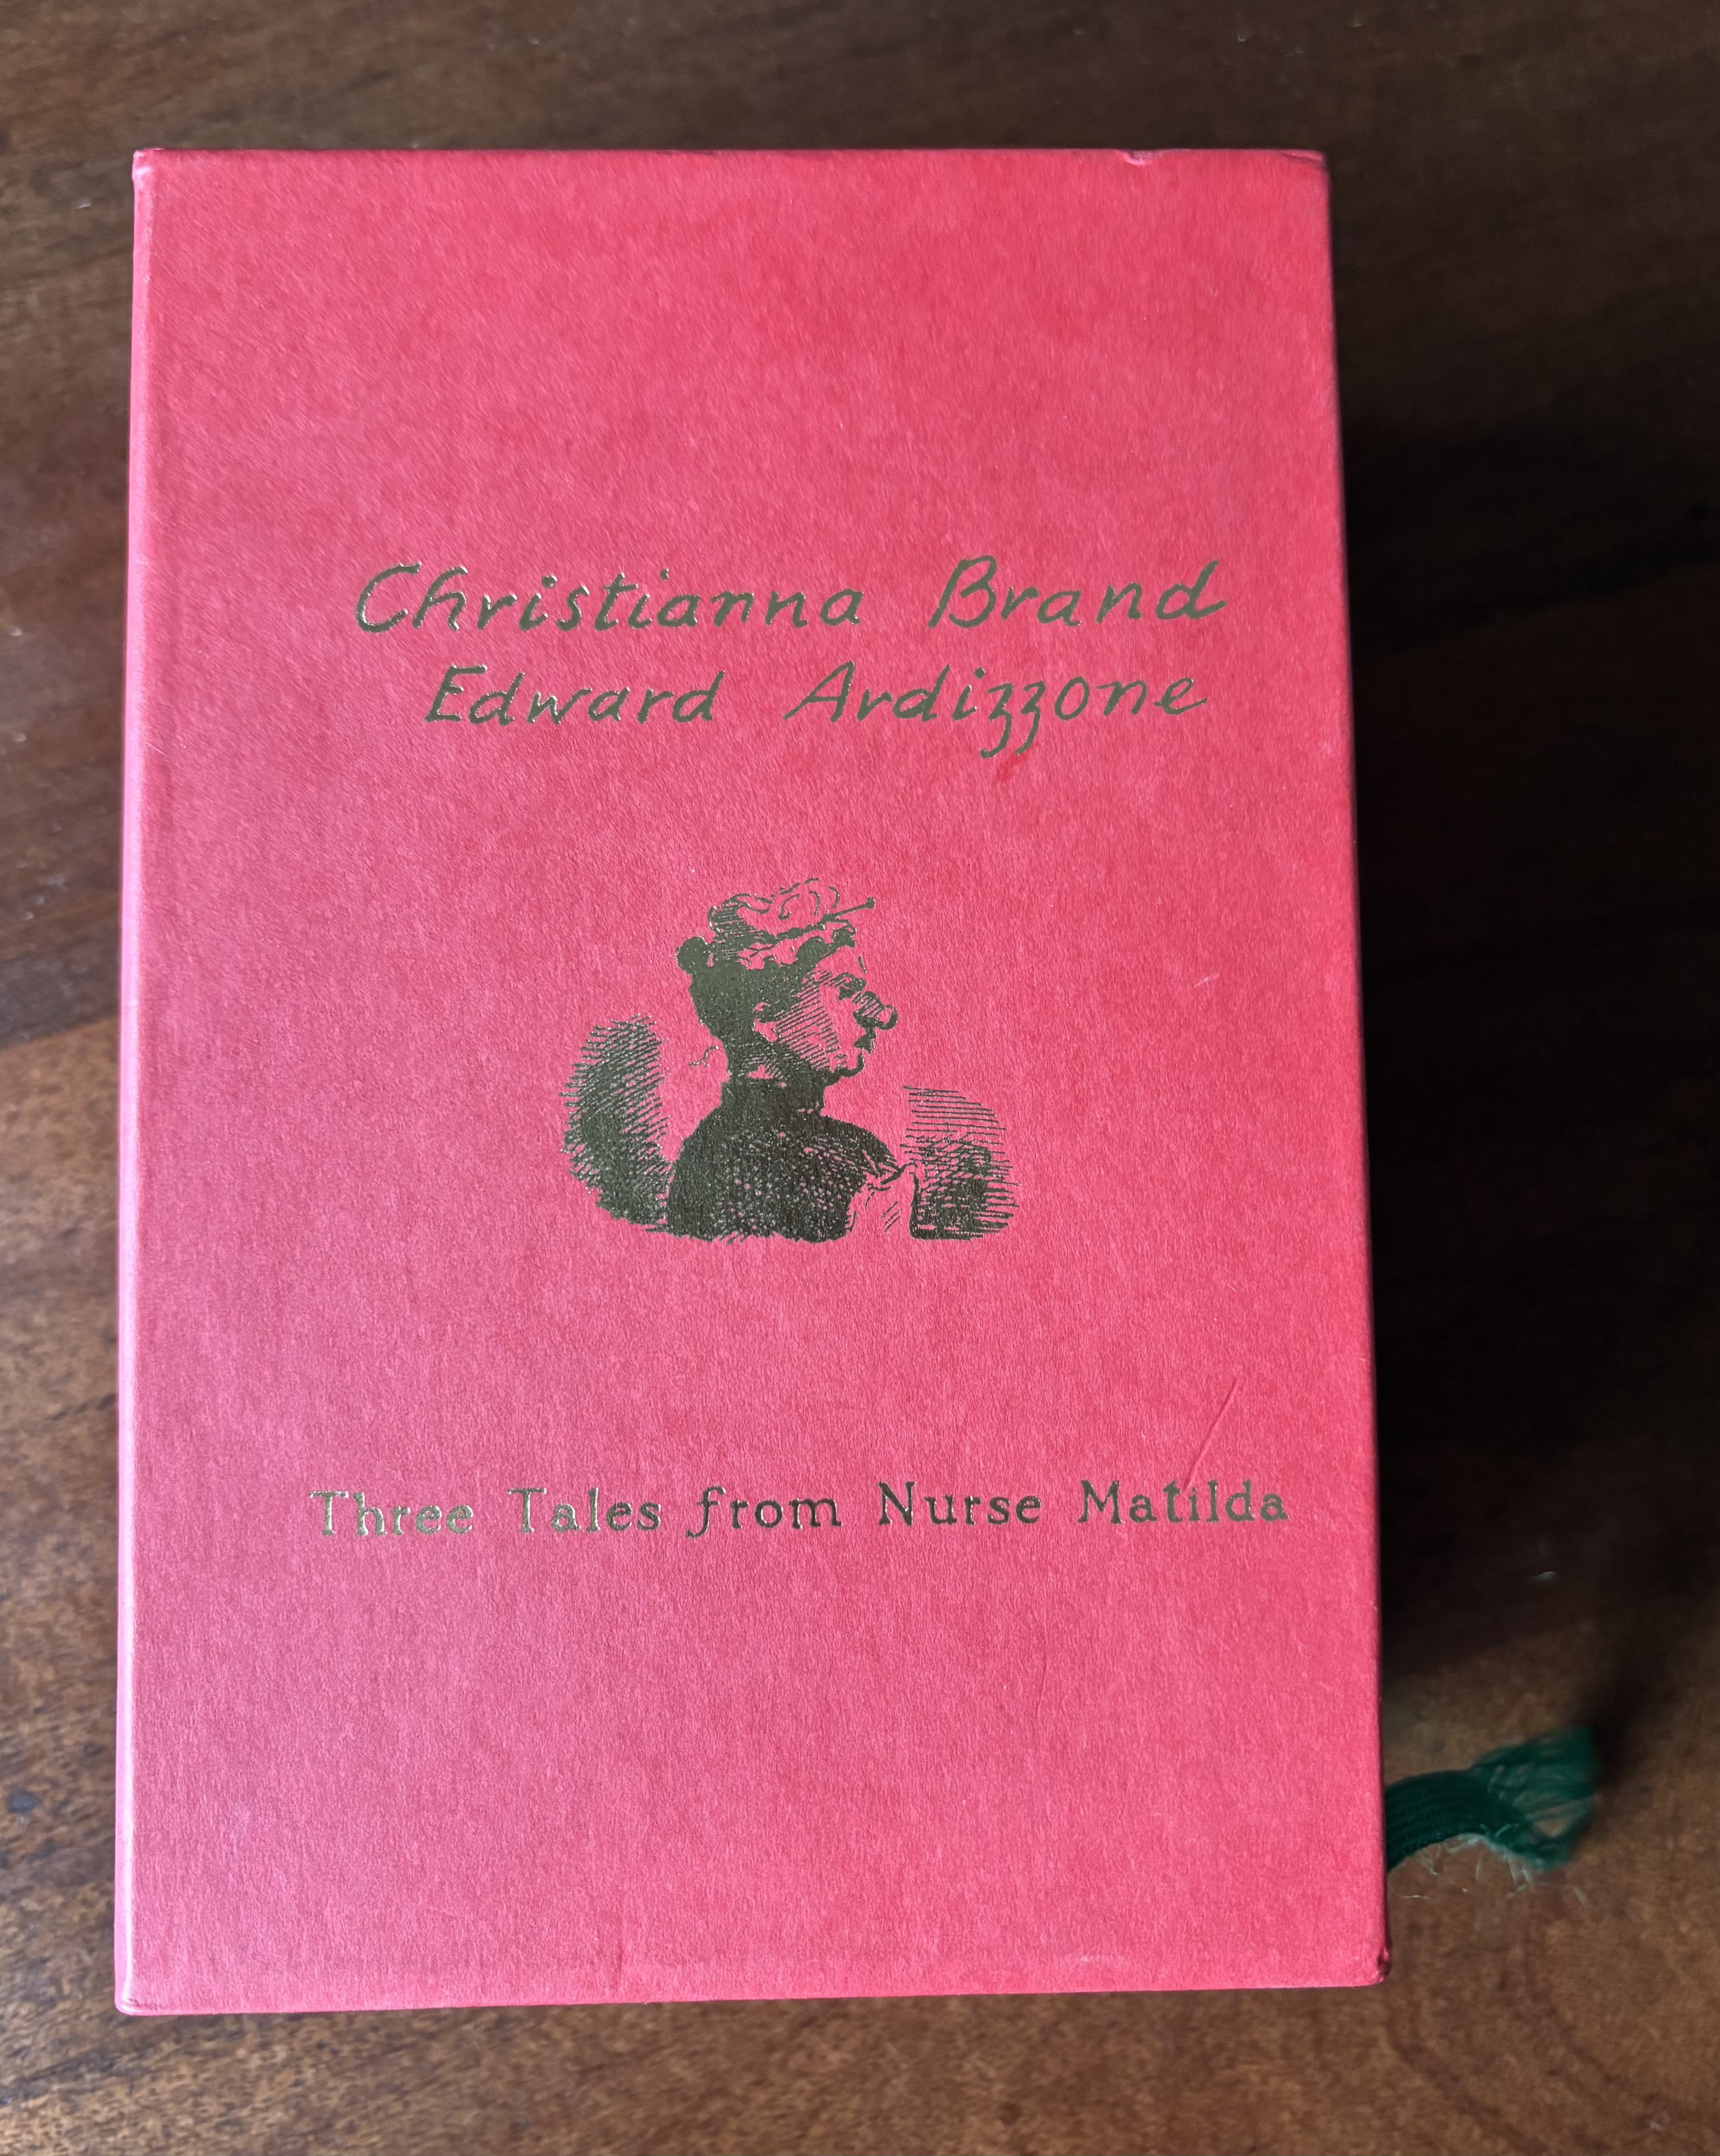 Christianna Brand
Edward Ardizzone
Three Tales from Nurse Matilda